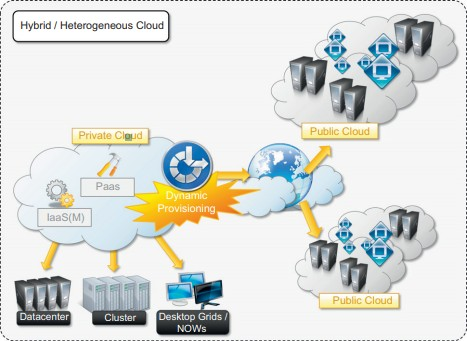 Hybrid / Heterogeneous Cloud
Public Cloud
Private Cloud
Paas
IaaS(M)
Dynamic
Provisioning
Public Cloud
Datacenter
Cluster
Desktop Grids /
NOWs